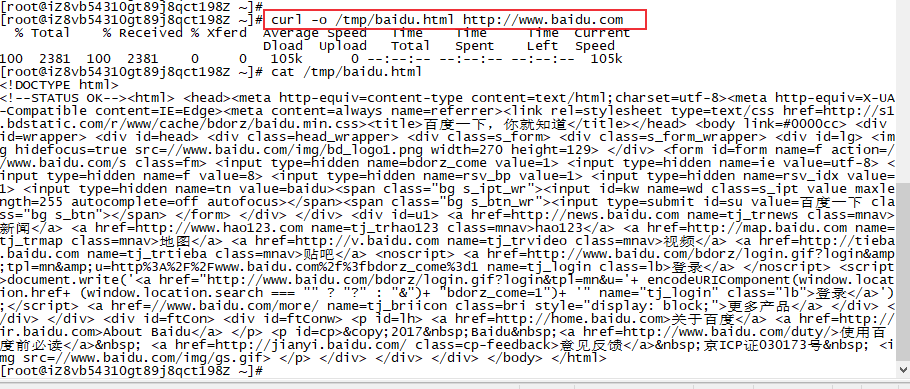 [root@iZ8vb54310gt89j8qct198Z ~]#
[root@iZ8vb54310gt89j8qct198Z ~]# curl -o /tmp/baidu.html http://www.baidu.com
  % Total    % Received % Xferd  Average Speed   Time    Time     Time  Current
                                 Dload  Upload   Total   Spent    Left  Speed
100  2381  100  2381    0     0   105k      0 --:--:-- --:--:-- --:--:--  105k
[root@iZ8vb54310gt89j8qct198Z ~]# cat /tmp/baidu.html
<!DOCTYPE html>
<!--STATUS OK--><html> <head><meta http-equiv=content-type content=text/html;charset=utf-8><meta http-equiv=X-UA
-Compatible content=IE=Edge><meta content=always name=referrer><link rel=stylesheet type=text/css href=http://s1
.bdstatic.com/r/www/cache/bdorz/baidu.min.css><title>百度一下，你就知道</title></head> <body link=#0000cc> <div i
d=wrapper> <div id=head> <div class=head_wrapper> <div class=s_form> <div class=s_form_wrapper> <div id=lg> <im
g hidefocus=true src=//www.baidu.com/img/bd_logo1.png width=270 height=129> </div> <form id=form name=f action=/
/www.baidu.com/s class=fm> <input type=hidden name=bdorz_come value=1> <input type=hidden name=ie value=utf-8> <
input type=hidden name=f value=8> <input type=hidden name=rsv_bp value=1> <input type=hidden name=rsv_idx value=
1> <input type=hidden name=tn value=baidu><span class="bg s_ipt_wr"><input id=kw name=wd class=s_ipt value maxle
ngth=255 autocomplete=off autofocus></span><span class="bg s_btn_wr"><input type=submit id=su value=百度一下 clas
s="bg s_btn"></span> </form> </div> </div> <div id=u1> <a href=http://news.baidu.com name=tj_trnews class=mnav>
新闻</a> <a href=http://www.hao123.com name=tj_trhao123 class=mnav>hao123</a> <a href=http://map.baidu.com name=
tj_trmap class=mnav>地图</a> <a href=http://v.baidu.com name=tj_trvideo class=mnav>视频</a> <a href=http://tieba
.baidu.com name=tj_trtieba class=mnav>贴吧</a> <noscript> <a href=http://www.baidu.com/bdorz/login.gif?login&amp
;tpl=mn&amp;u=http%3A%2F%2Fwww.baidu.com%2f%3fbdorz_come%3d1 name=tj_login class=lb>登录</a> </noscript> <script
>document.write('<a href="http://www.baidu.com/bdorz/login.gif?login&tpl=mn&u='+ encodeURIComponent(window.locat
ion.href+ (window.location.search === "" ? "?" : "&")+ "bdorz_come=1")+ '" name="tj_login" class="lb">登录</a>')
;</script> <a href=//www.baidu.com/more/ name=tj_briicon class=bri style="display: block;">更多产品</a> </div> <
/div> </div> <div id=ftCon> <div id=ftConw> <p id=lh> <a href=http://home.baidu.com>关于百度</a> <a href=http://
ir.baidu.com>About Baidu</a> </p> <p id=cp>&copy;2017&nbsp;Baidu&nbsp;<a href=http://www.baidu.com/duty/>使用百
度前必读</a>&nbsp; <a href=http://jianyi.baidu.com/ class=cp-feedback>意见反馈</a>&nbsp;京ICP证030173号&nbsp; <i
mg src=//www.baidu.com/img/gs.gif> </p> </div> </div> </div> </body> </html>
[root@iZ8vb54310gt89j8qct198Z ~]#